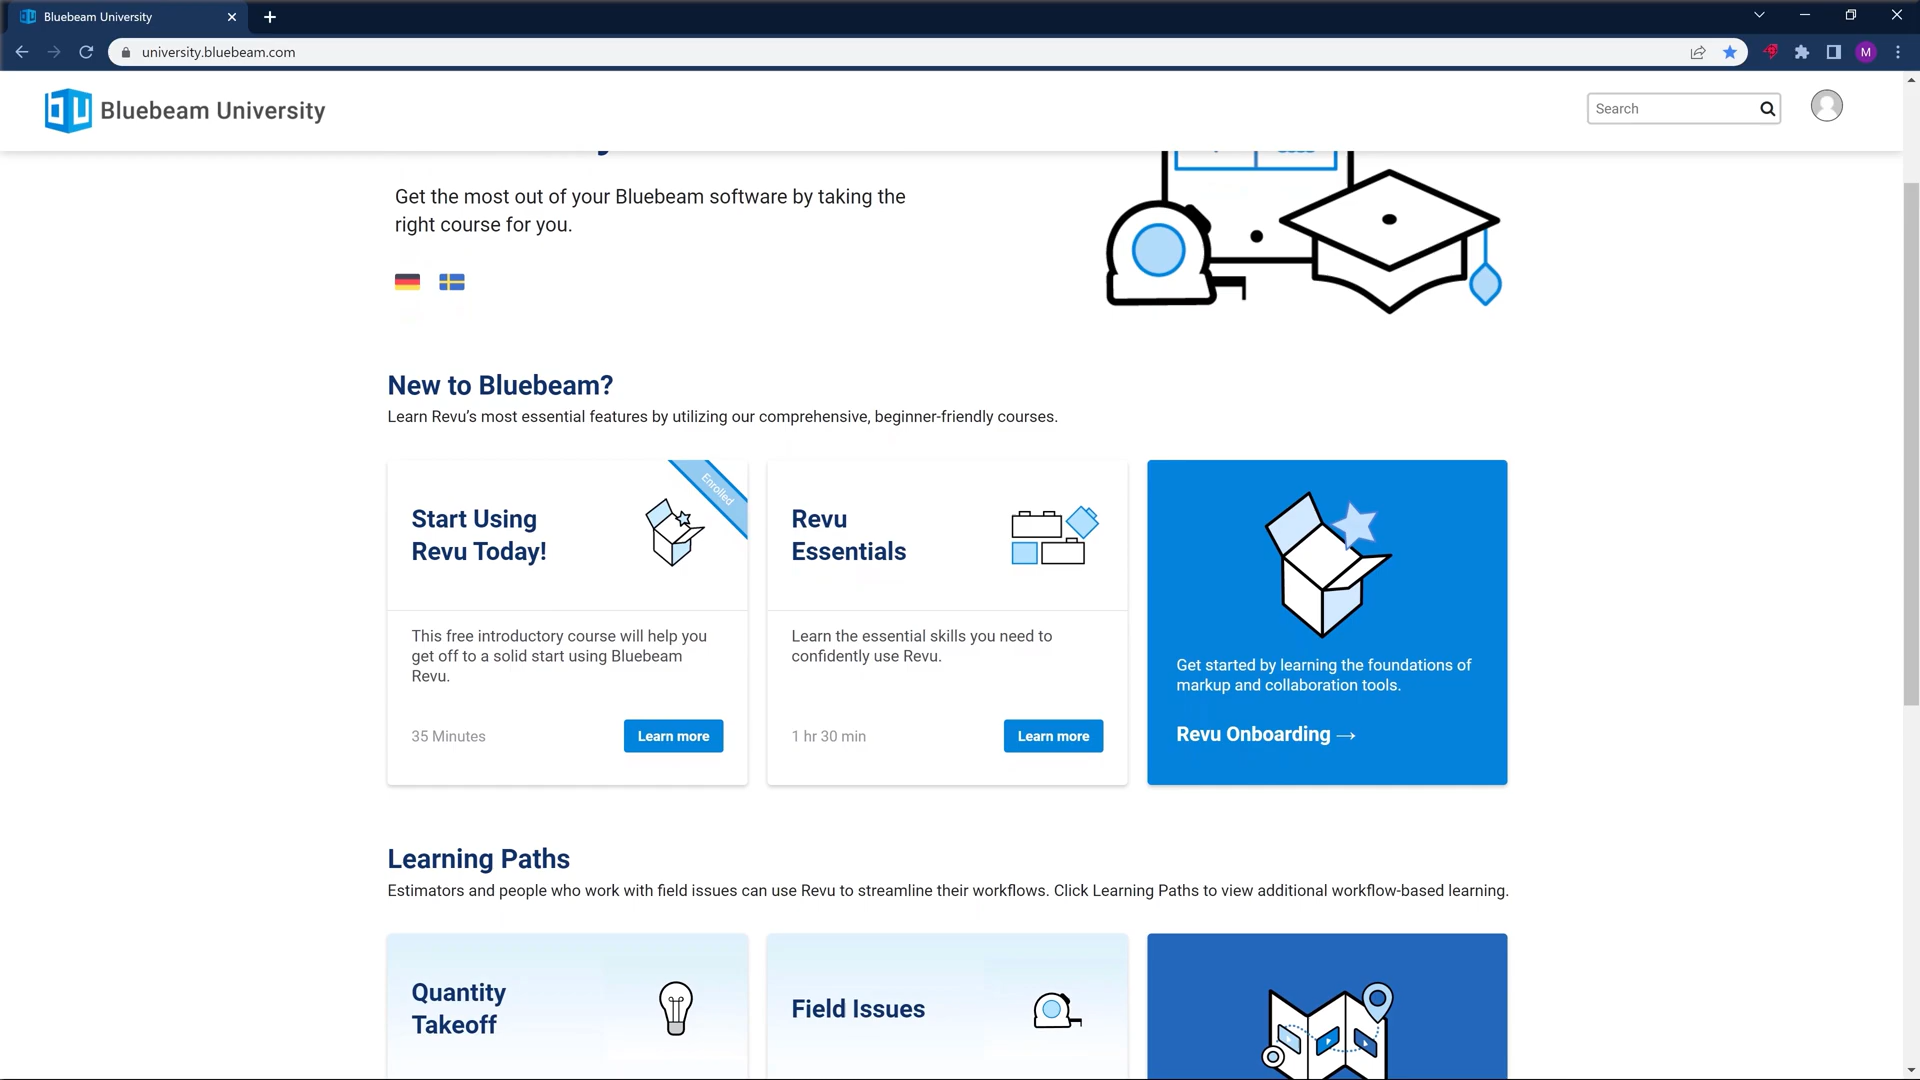 Bluebeam University
university.bluebeam.com
M
Bluebeam University
Search
Get the most out of your Bluebeam software by taking the
right course for you.
New to Bluebeam?
Learn Revu’s most essential features by utilizing our comprehensive, beginner-friendly courses.
Enrolled
Start Using
Revu Today!
This free introductory course will help you
get off to a solid start using Bluebeam
Revu.
35 Minutes
Learn more
Revu
Essentials
Learn the essential skills you need to
confidently use Revu.
1 hr 30 min
Learn more
Get started by learning the foundations of
markup and collaboration tools.
Revu Onboarding →
Learning Paths
Estimators and people who work with field issues can use Revu to streamline their workflows. Click Learning Paths to view additional workflow-based learning.
Quantity
Takeoff
Field Issues